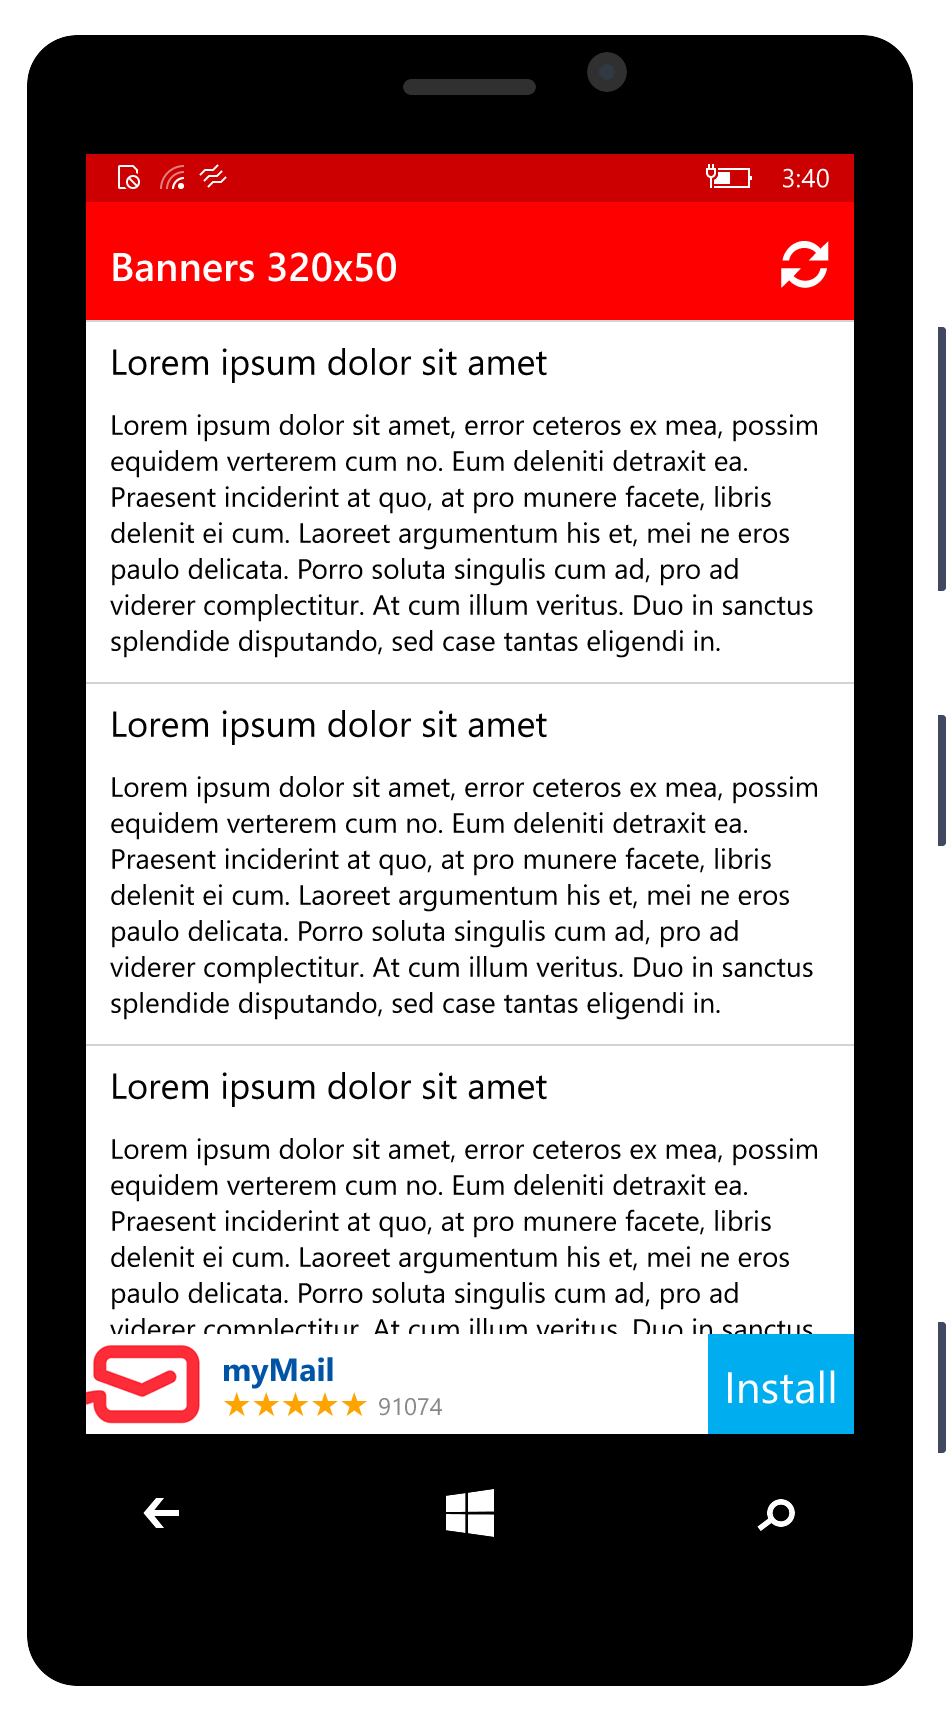 3:40
Banners 320x50
Lorem ipsum dolor sit amet
Lorem ipsum dolor sit amet, error ceteros ex mea, possim
equidem verterem cum no. Eum deleniti detraxit ea.
Praesent inciderint at quo, at pro munere facete, libris
delenit ei cum. Laoreet argumentum his et, mei ne eros
paulo delicata. Porro soluta singulis cum ad, pro ad
viderer complectitur. At cum illum veritus. Duo in sanctus
splendide disputando, sed case tantas eligendi in.
Lorem ipsum dolor sit amet
Lorem ipsum dolor sit amet, error ceteros ex mea, possim
equidem verterem cum no. Eum deleniti detraxit ea.
Praesent inciderint at quo, at pro munere facete, libris
delenit ei cum. Laoreet argumentum his et, mei ne eros
paulo delicata. Porro soluta singulis cum ad, pro ad
viderer complectitur. At cum illum veritus. Duo in sanctus
splendide disputando, sed case tantas eligendi in.
Lorem ipsum dolor sit amet
Lorem ipsum dolor sit amet, error ceteros ex mea, possim
equidem verterem cum no. Eum deleniti detraxit ea.
Praesent inciderint at quo, at pro munere facete, libris
delenit ei cum. Laoreet argumentum his et, mei ne eros
paulo delicata. Porro soluta singulis cum ad, pro ad
viderer complectitur. At cum illum veritus. Duo in sanctus
myMail
★★★★★ 91074
Install